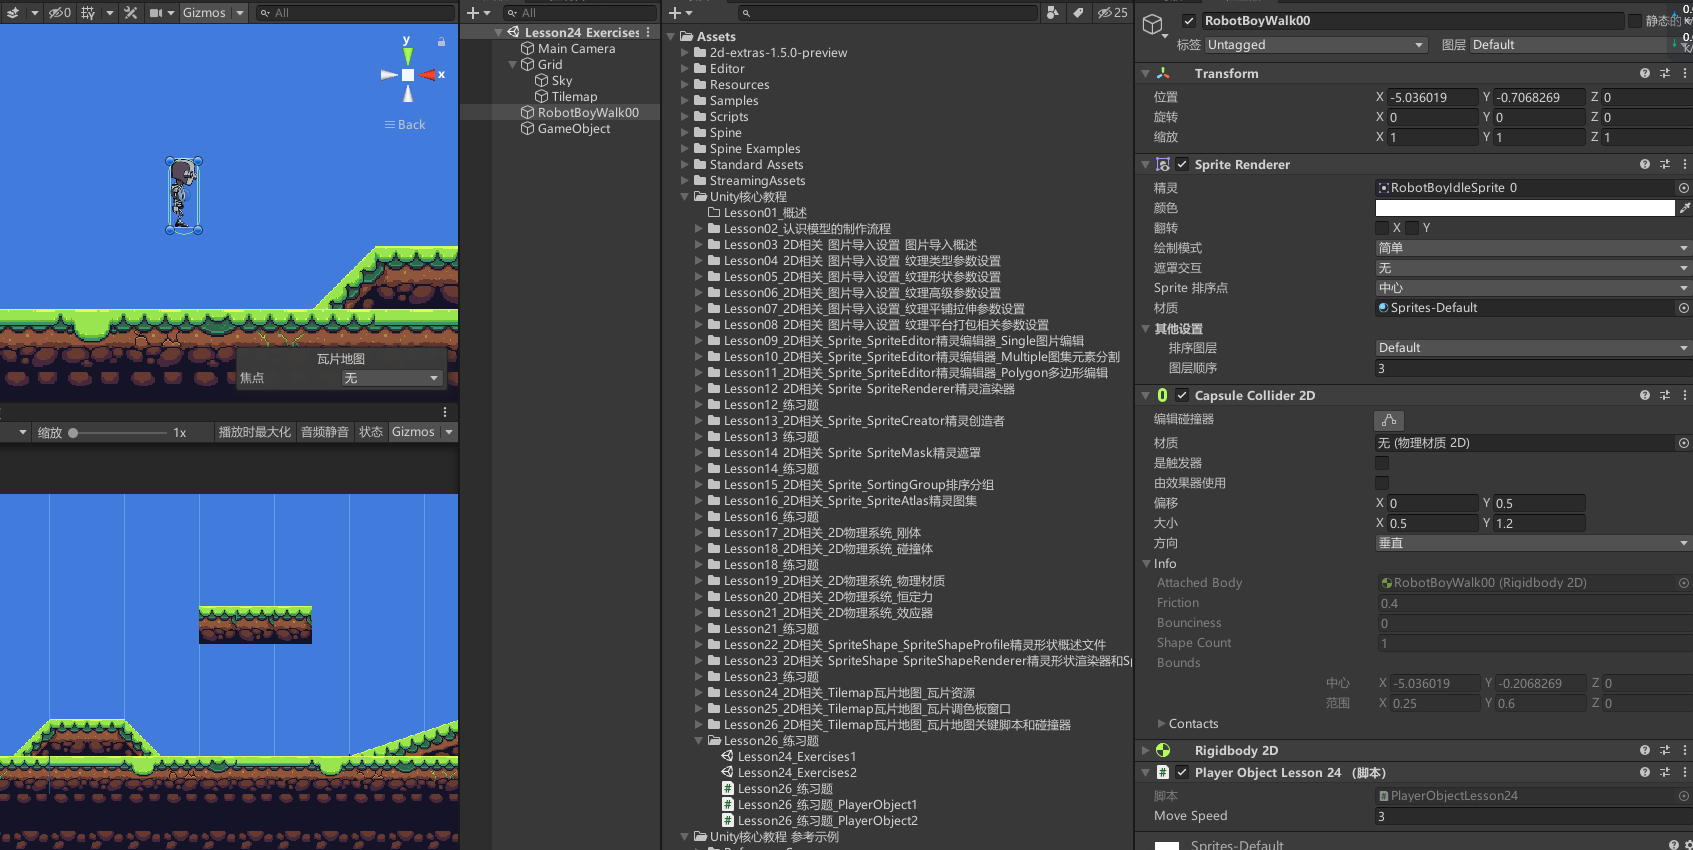 0
Gizmos
All
y
x
Back
瓦片地图
焦点
无
缩放
1x
播放时最大化
音频静音
状态
Gizmos
All
Lesson24 Exercises
Main Camera
Grid
Sky
Tilemap
RobotBoyWalk00
GameObject
25
Assets
2d-extras-1.5.0-preview
Editor
Resources
Samples
Scripts
Spine
Spine Examples
Standard Assets
StreamingAssets
Unity核心教程
Lesson01_概述
Lesson02_认识模型的制作流程
Lesson03_2D相关_图片导入设置_图片导入概述
Lesson04_2D相关_图片导入设置_纹理类型参数设置
Lesson05_2D相关_图片导入设置_纹理形状参数设置
Lesson06_2D相关_图片导入设置_纹理高级参数设置
Lesson07_2D相关_图片导入设置_纹理平铺拉伸参数设置
Lesson08_2D相关_图片导入设置_纹理平台打包相关参数设置
Lesson09_2D相关_Sprite_SpriteEditor精灵编辑器_Single图片编辑
Lesson10_2D相关_Sprite_SpriteEditor精灵编辑器_Multiple图集元素分割
Lesson11_2D相关_Sprite_SpriteEditor精灵编辑器_Polygon多边形编辑
Lesson12_2D相关_Sprite_SpriteRenderer精灵渲染器
Lesson12_练习题
Lesson13_2D相关_Sprite_SpriteCreator精灵创造者
Lesson13_练习题
Lesson14_2D相关_Sprite_SpriteMask精灵遮罩
Lesson14_练习题
Lesson15_2D相关_Sprite_SortingGroup排序分组
Lesson16_2D相关_Sprite_SpriteAtlas精灵图集
Lesson16_练习题
Lesson17_2D相关_2D物理系统_刚体
Lesson18_2D相关_2D物理系统_碰撞体
Lesson18_练习题
Lesson19_2D相关_2D物理系统_物理材质
Lesson20_2D相关_2D物理系统_恒定力
Lesson21_2D相关_2D物理系统_效应器
Lesson21_练习题
Lesson22_2D相关_SpriteShape_SpriteShapeProfile精灵形状概述文件
Lesson23_2D相关_SpriteShape_SpriteShapeRenderer精灵形状渲染器和Sp
Lesson23_练习题
Lesson24_2D相关_Tilemap瓦片地图_瓦片资源
Lesson25_2D相关_Tilemap瓦片地图_瓦片调色板窗口
Lesson26_2D相关_Tilemap瓦片地图_瓦片地图关键脚本和碰撞器
Lesson26_练习题
Lesson24_Exercises1
Lesson24_Exercises2
Lesson26_练习题
Lesson26_练习题_PlayerObject1
Lesson26_练习题_PlayerObject2
Unity核心教程 参考示例
RobotBoyWalk00 静态的
标签 Untagged 图层 Default
Transform
位置 X -5.036019 Y -0.7068269 Z 0
旋转 X 0 Y 0 Z 0
缩放 X 1 Y 1 Z 1
Sprite Renderer
精灵 RobotBoyIdleSprite_0
颜色
翻转 X Y
绘制模式 简单
遮罩交互 无
Sprite 排序点 中心
材质 Sprites-Default
其他设置
排序图层 Default
图层顺序 3
Capsule Collider 2D
编辑碰撞器
材质 无 (物理材质 2D)
是触发器
由效果器使用
偏移 X 0 Y 0.5
大小 X 0.5 Y 1.2
方向 垂直
Info
Attached Body RobotBoyWalk00 (Rigidbody 2D)
Friction 0.4
Bounciness 0
Shape Count 1
Bounds
中心 X -5.036019 Y -0.2068269 Z 0
范围 X 0.25 Y 0.6 Z 0
Contacts
Rigidbody 2D
Player Object Lesson 24 （脚本）
脚本 PlayerObjectLesson24
Move Speed 3
Sprites-Default